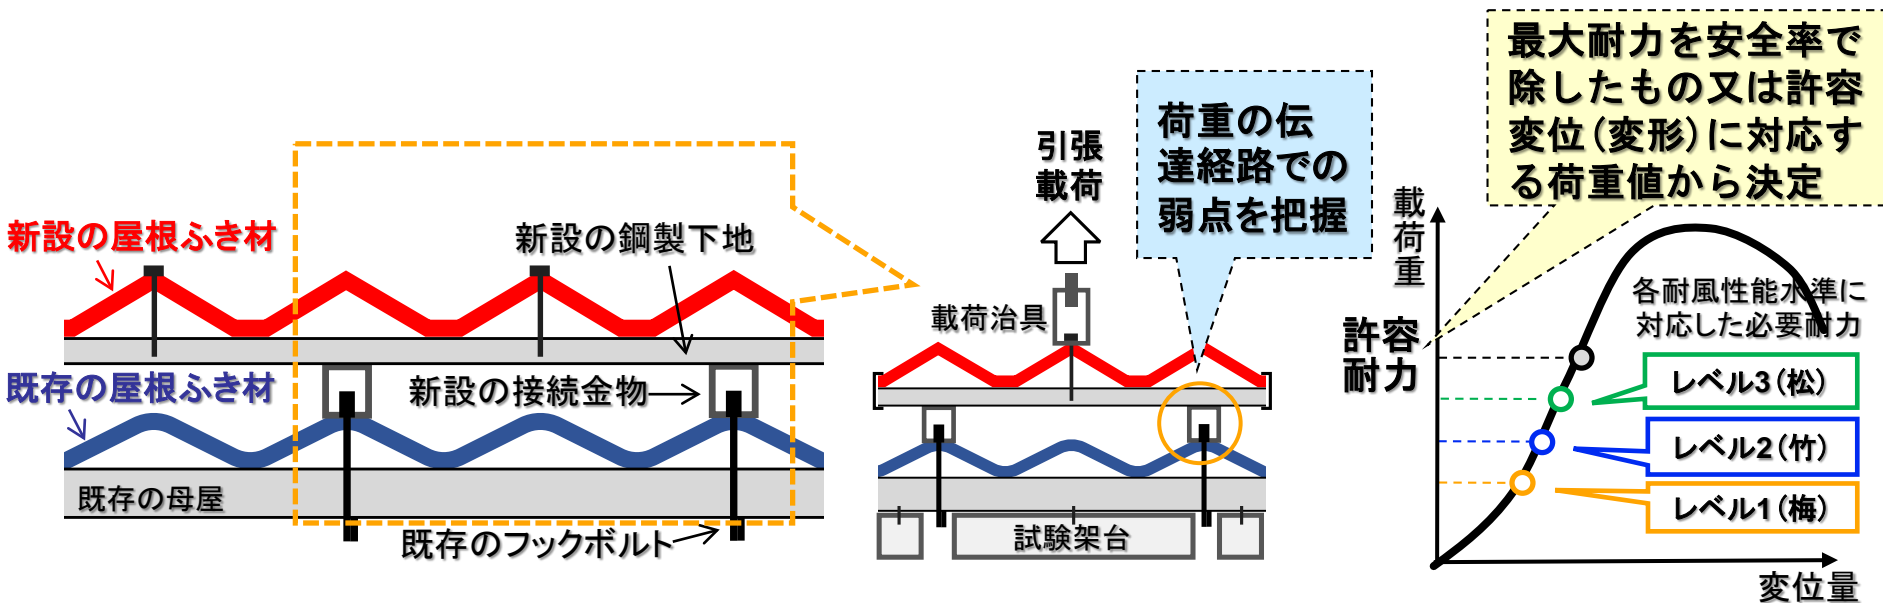 新設の屋根ふき材
新設の鋼製下地
既存の屋根ふき材
新設の接続金物
既存の母屋
既存のフックボルト
引張
載荷
荷重の伝
達経路での
弱点を把握
載荷治具
試験架台
最大耐力を安全率で
除したもの又は許容
変位（変形）に対応す
る荷重値から決定
載
荷
重
各耐風性能水準に
対応した必要耐力
許容
耐力
レベル3（松）
レベル2（竹）
レベル1（梅）
変位量